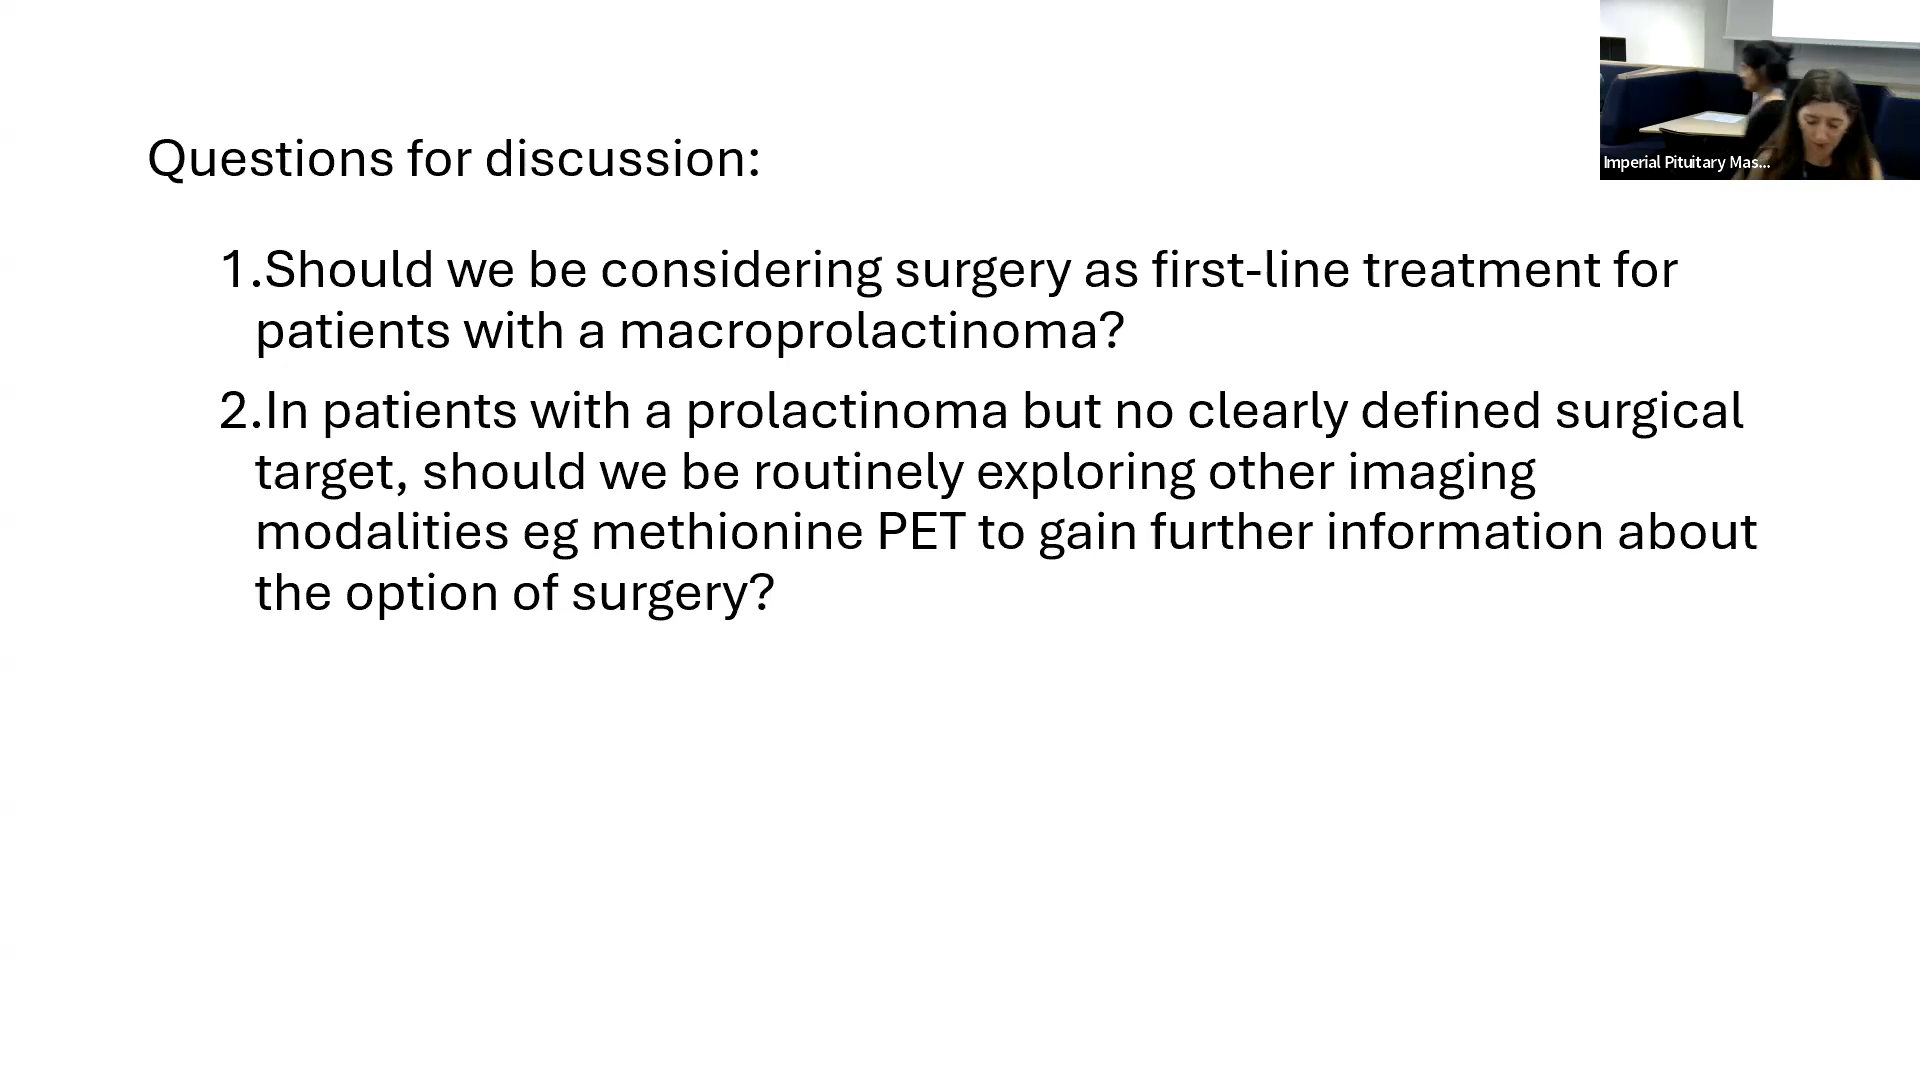 Imperial Pituitary Mas...
Questions for discussion:
1.Should we be considering surgery as first-line treatment for
patients with a macroprolactinoma?
2.In patients with a prolactinoma but no clearly defined surgical
target, should we be routinely exploring other imaging
modalities eg methionine PET to gain further information about
the option of surgery?